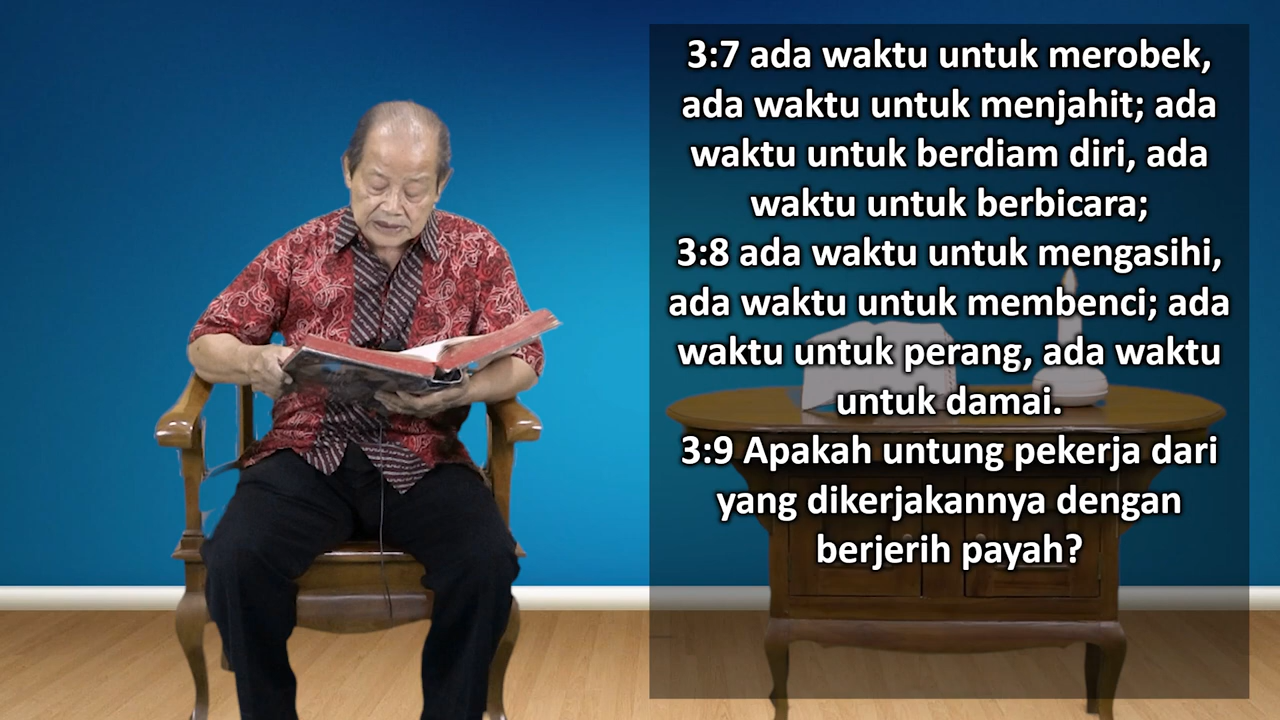 3:7 ada waktu untuk merobek,
ada waktu untuk menjahit; ada
waktu untuk berdiam diri, ada
waktu untuk berbicara;
3:8 ada waktu untuk mengasihi,
ada waktu untuk membenci; ada
waktu untuk perang, ada waktu
untuk damai.
3:9 Apakah untung pekerja dari
yang dikerjakannya dengan
berjerih payah?